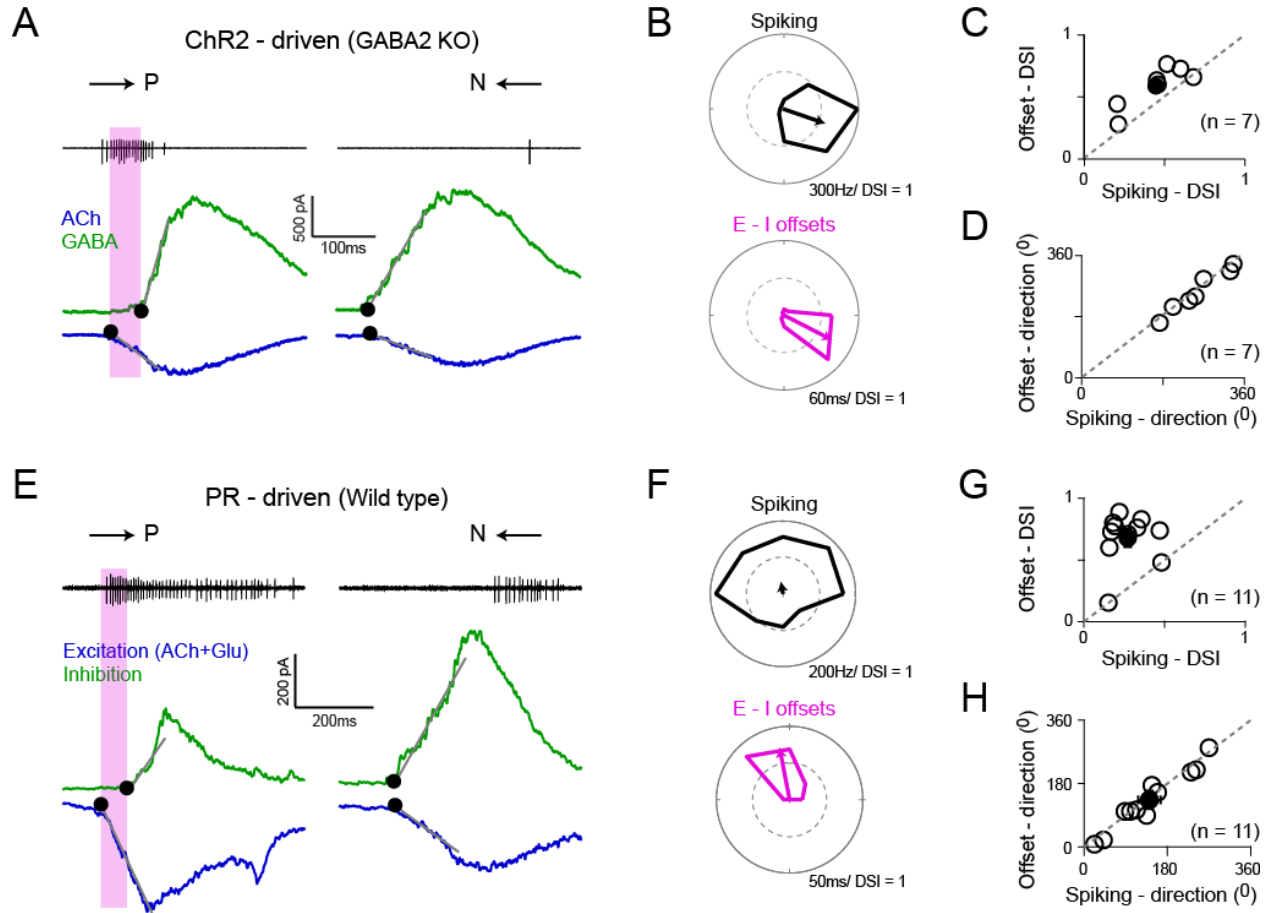 A
ChR2 - driven (GABA2 KO)
P
N
ACh
GABA
500 pA
100ms
B
Spiking
300Hz/ DSI = 1
E - I offsets
60ms/ DSI = 1
C
1
Offset - DSI
0
(n = 7)
0
1
Spiking - DSI
D
360
Offset - direction (⁰)
0
(n = 7)
0
360
Spiking - direction (⁰)
E
PR - driven (Wild type)
P
N
Excitation (ACh+Glu)
Inhibition
200 pA
200ms
F
Spiking
200Hz/ DSI = 1
E - I offsets
50ms/ DSI = 1
G
1
Offset - DSI
0
(n = 11)
0
1
Spiking - DSI
H
360
180
Offset - direction (⁰)
0
(n = 11)
0
180
360
Spiking - direction (⁰)